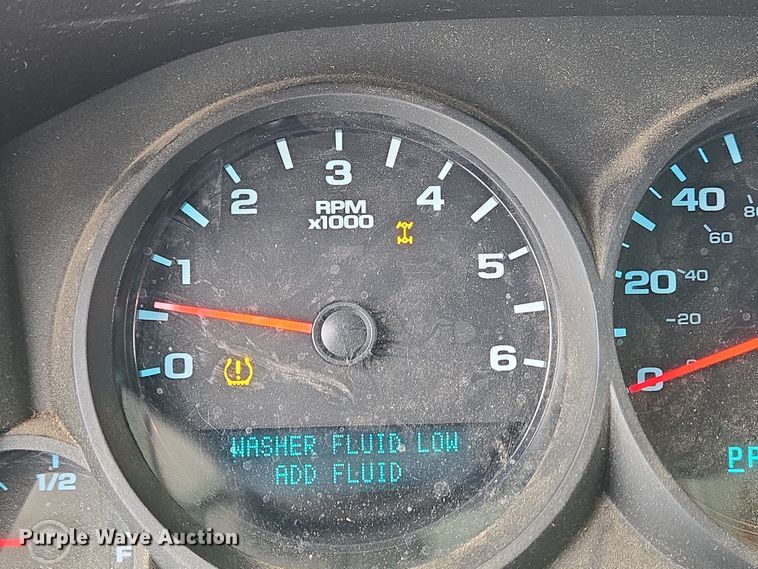 3
2
4
RPM
x1000
1
5
0
6
WASHER FLUID LOW
ADD FLUID
40
60
20
40
20
0
P
1/2
F
Purple Wave Auction